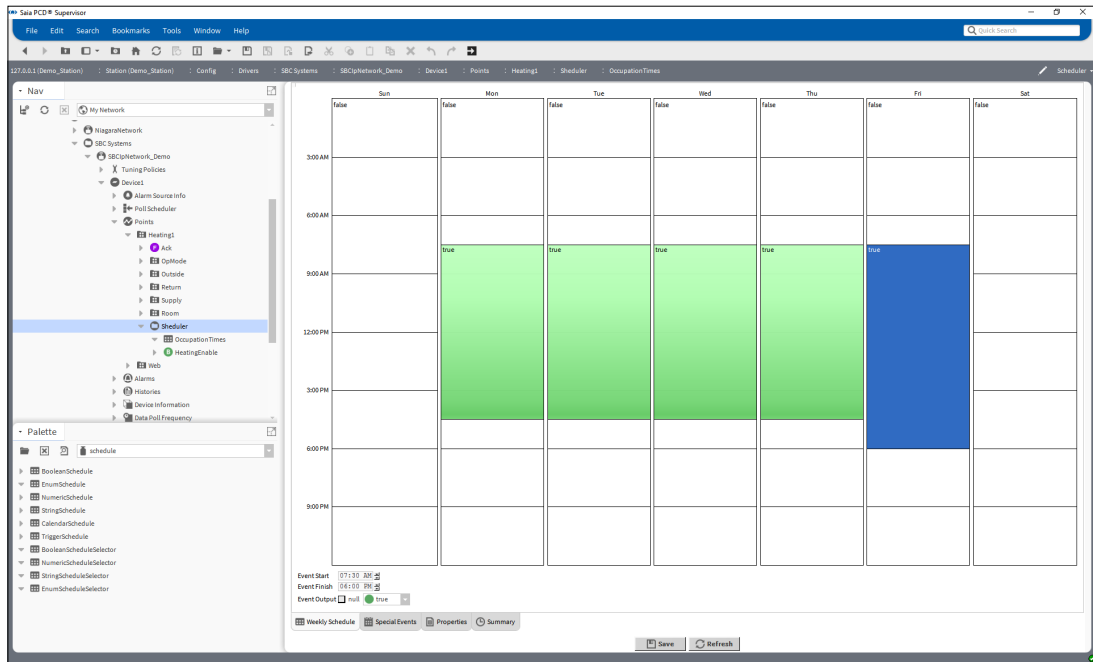 Saia PCD® Supervisor
File Edit Search Bookmarks Tools Window Help
Quick Search
127.0.0.1 (Demo_Station) : Station (Demo_Station) : Config : Drivers : SBC Systems : SBCIpNetwork_Demo : Device1 : Points : Heating1 : Sheduler : OccupationTimes
Scheduler
Nav
My Network
NiagaraNetwork
SBC Systems
SBCIpNetwork_Demo
Tuning Policies
Device1
Alarm Source Info
Poll Scheduler
Points
Heating1
Ack
OpMode
Outside
Return
Supply
Room
Sheduler
OccupationTimes
HeatingEnable
Web
Alarms
Histories
Device Information
Data Poll Frequency
Palette
schedule
BooleanSchedule
EnumSchedule
NumericSchedule
StringSchedule
CalendarSchedule
TriggerSchedule
BooleanScheduleSelector
NumericScheduleSelector
StringScheduleSelector
EnumScheduleSelector
Sun Mon Tue Wed Thu Fri Sat
false false false false false false false
3:00 AM
6:00 AM
true true true true true
9:00 AM
12:00 PM
3:00 PM
6:00 PM
9:00 PM
Event Start 07:30 AM
Event Finish 06:00 PM
Event Output null true
Weekly Schedule Special Events Properties Summary
Save Refresh